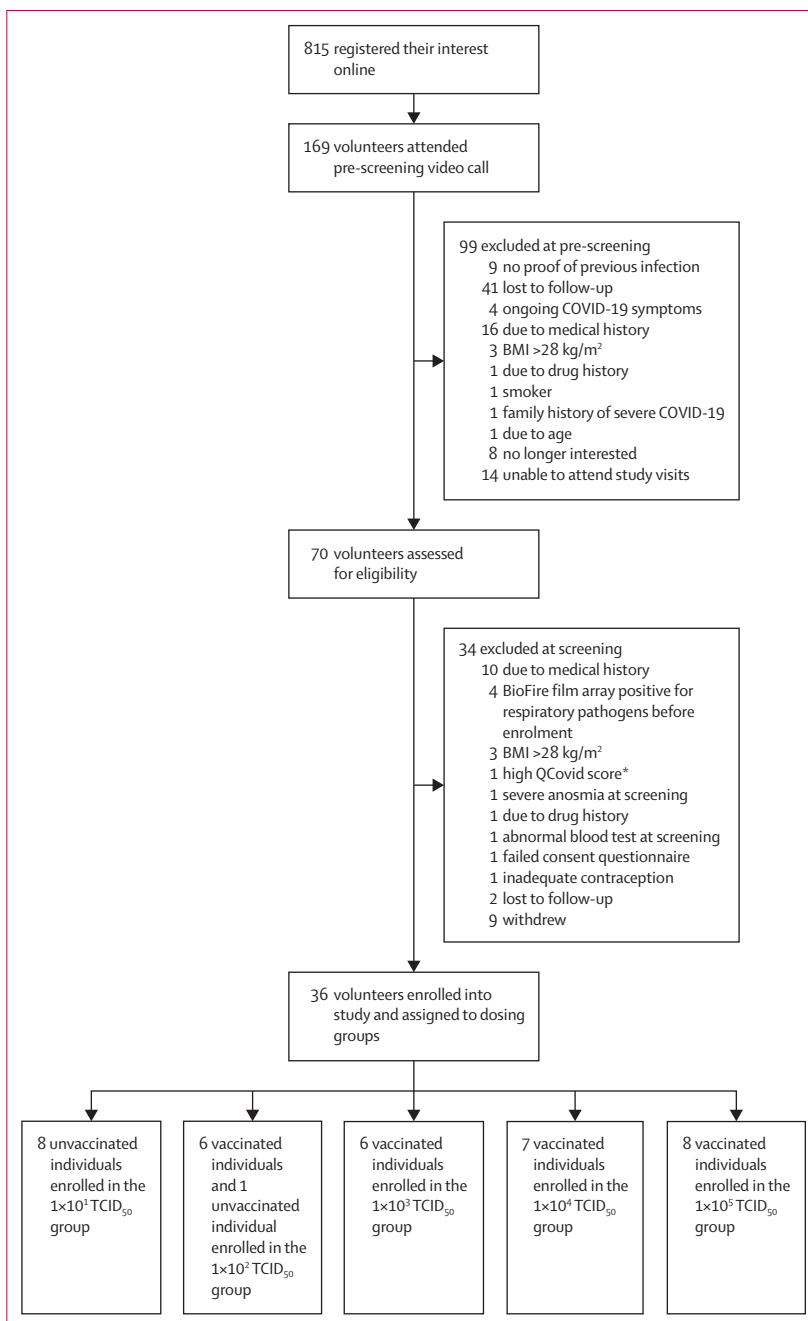 815 registered their interest
online
169 volunteers attended
pre-screening video call
99 excluded at pre-screening
9 no proof of previous infection
41 lost to follow-up
4 ongoing COVID-19 symptoms
16 due to medical history
3 BMI >28 kg/m²
1 due to drug history
1 smoker
1 family history of severe COVID-19
1 due to age
8 no longer interested
14 unable to attend study visits
70 volunteers assessed
for eligibility
34 excluded at screening
10 due to medical history
4 BioFire film array positive for
respiratory pathogens before
enrolment
3 BMI >28 kg/m²
1 high QCovid score*
1 severe anosmia at screening
1 due to drug history
1 abnormal blood test at screening
1 failed consent questionnaire
1 inadequate contraception
2 lost to follow-up
9 withdrew
36 volunteers enrolled into
study and assigned to dosing
groups
8 unvaccinated
individuals
enrolled in the
1×10¹ TCID₅₀
group
6 vaccinated
individuals
and 1
unvaccinated
individual
enrolled in the
1×10² TCID₅₀
group
6 vaccinated
individuals
enrolled in the
1×10³ TCID₅₀
group
7 vaccinated
individuals
enrolled in the
1×10⁴ TCID₅₀
group
8 vaccinated
individuals
enrolled in the
1×10⁵ TCID₅₀
group